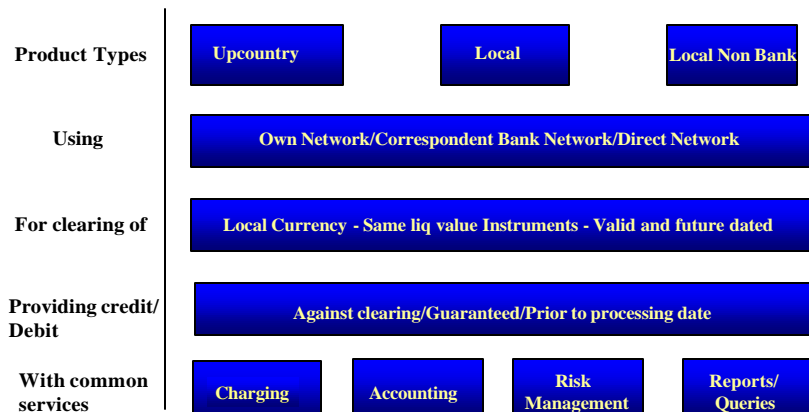 Product Types
Upcountry
Local
Local Non Bank
Using
Own Network/Correspondent Bank Network/Direct Network
For clearing of
Local Currency - Same liq value Instruments - Valid and future dated
Providing credit/
Debit
Against clearing/Guaranteed/Prior to processing date
With common
services
Charging
Accounting
Risk
Management
Reports/
Queries